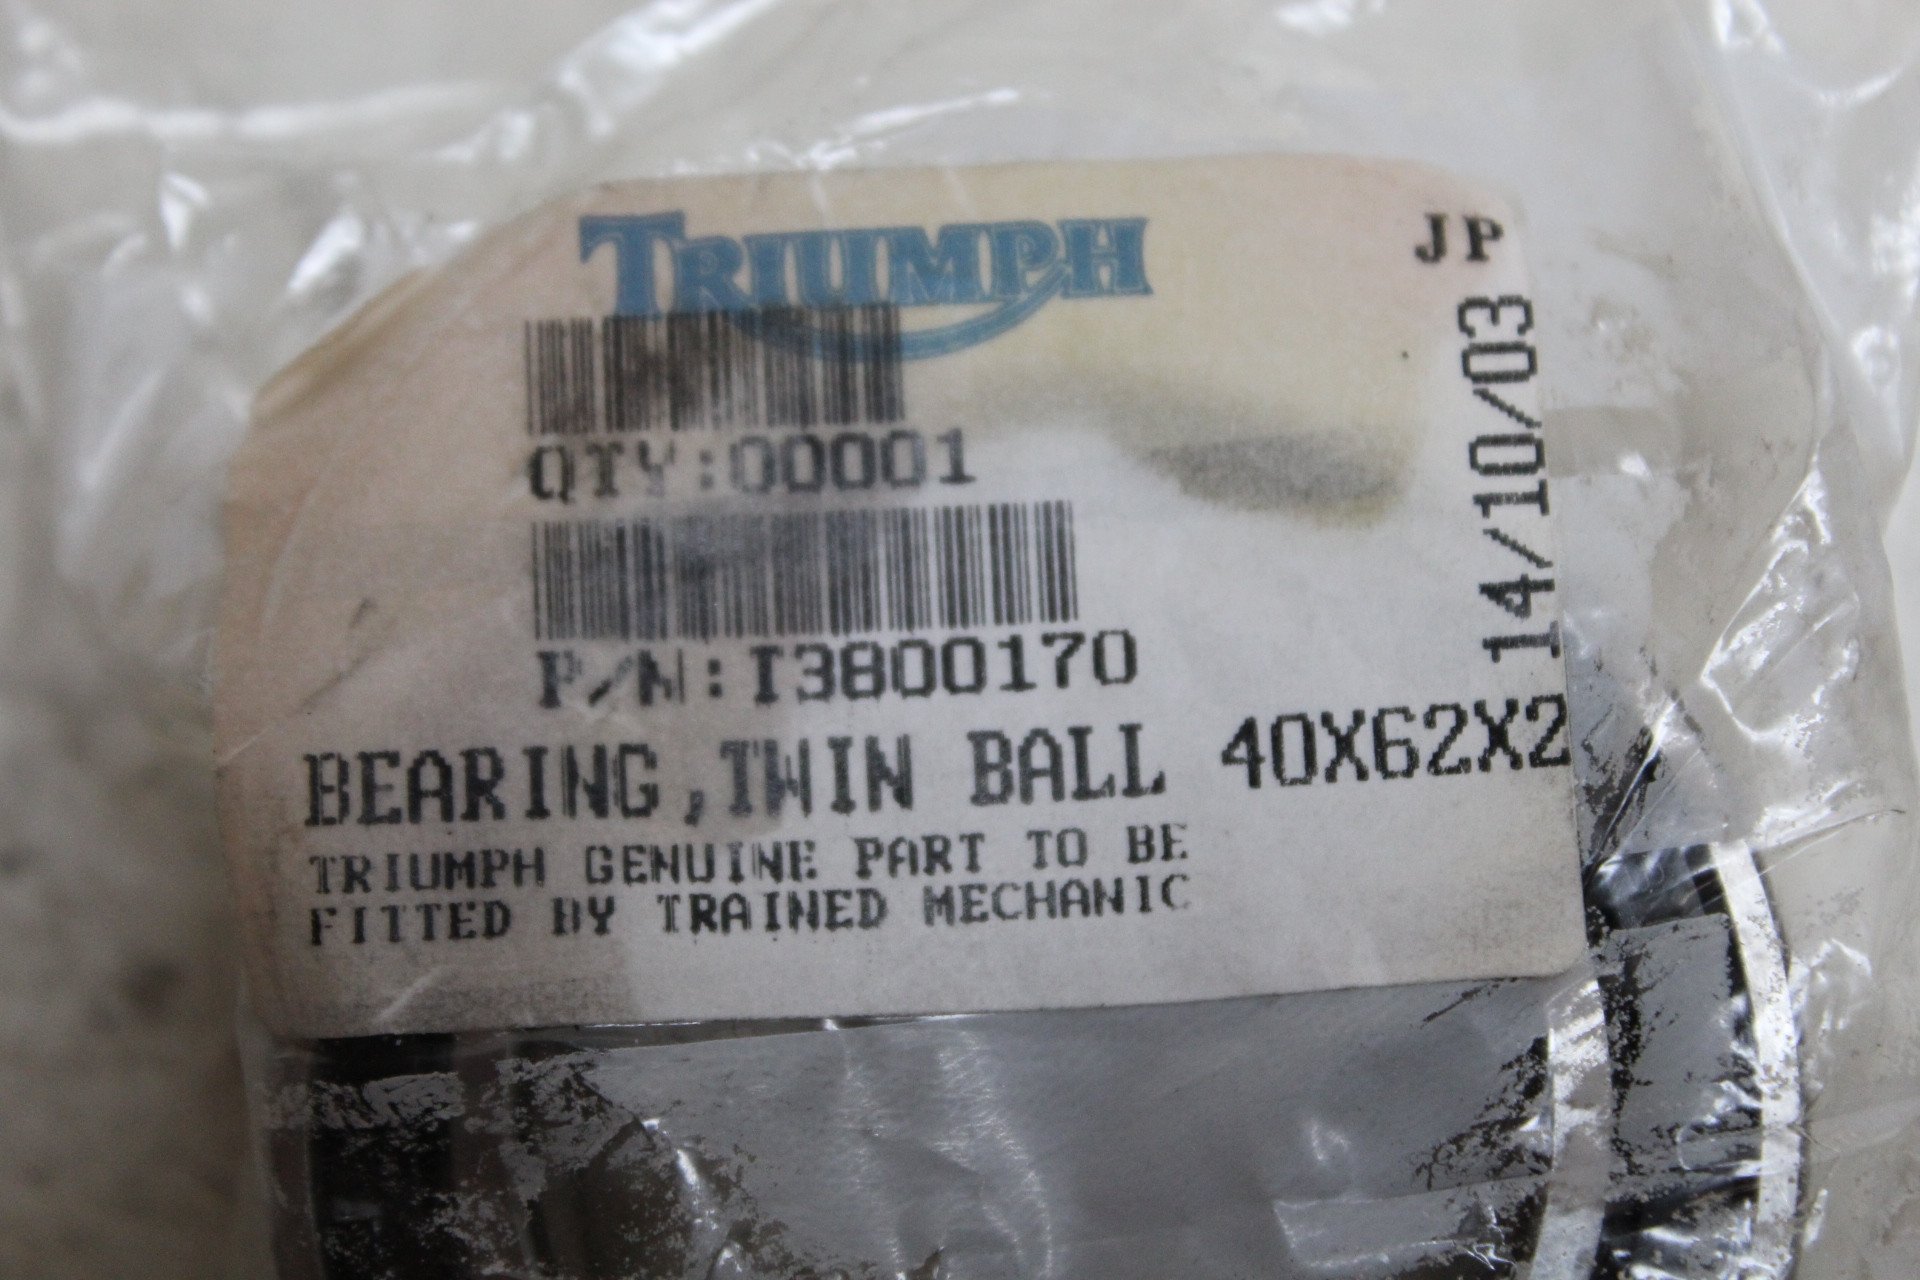 TRIUMPH
JP
14/10/03
QTY:00001
P/N:T3800170
BEARING,TWIN BALL 40X62X2
TRIUMPH GENUINE PART TO BE
FITTED BY TRAINED MECHANIC